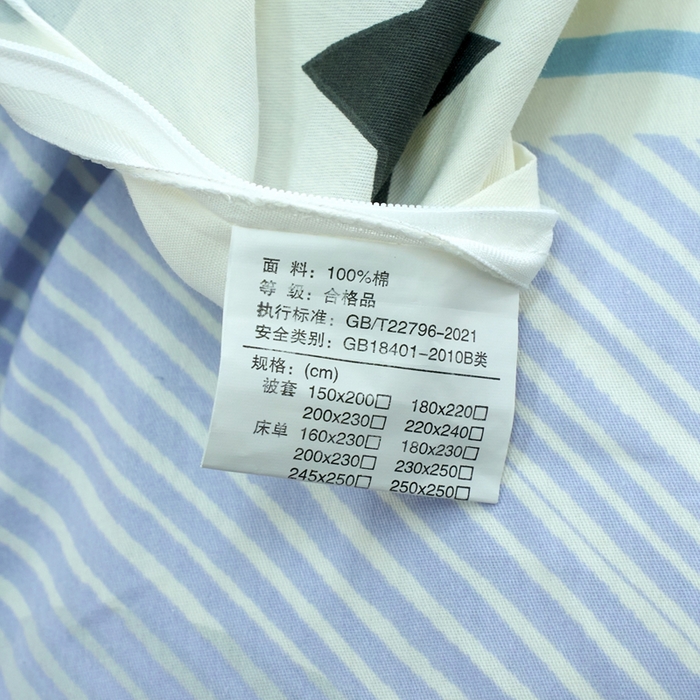 面 料：100%棉
等 级：合格品
执行标准：GB/T22796-2021
安全类别：GB18401-2010B类
规格：(cm)
被套 150x200□ 180x220□
200x230□ 220x240□
床单 160x230□ 180x230□
200x230□ 230x250□
245x250□ 250x250□